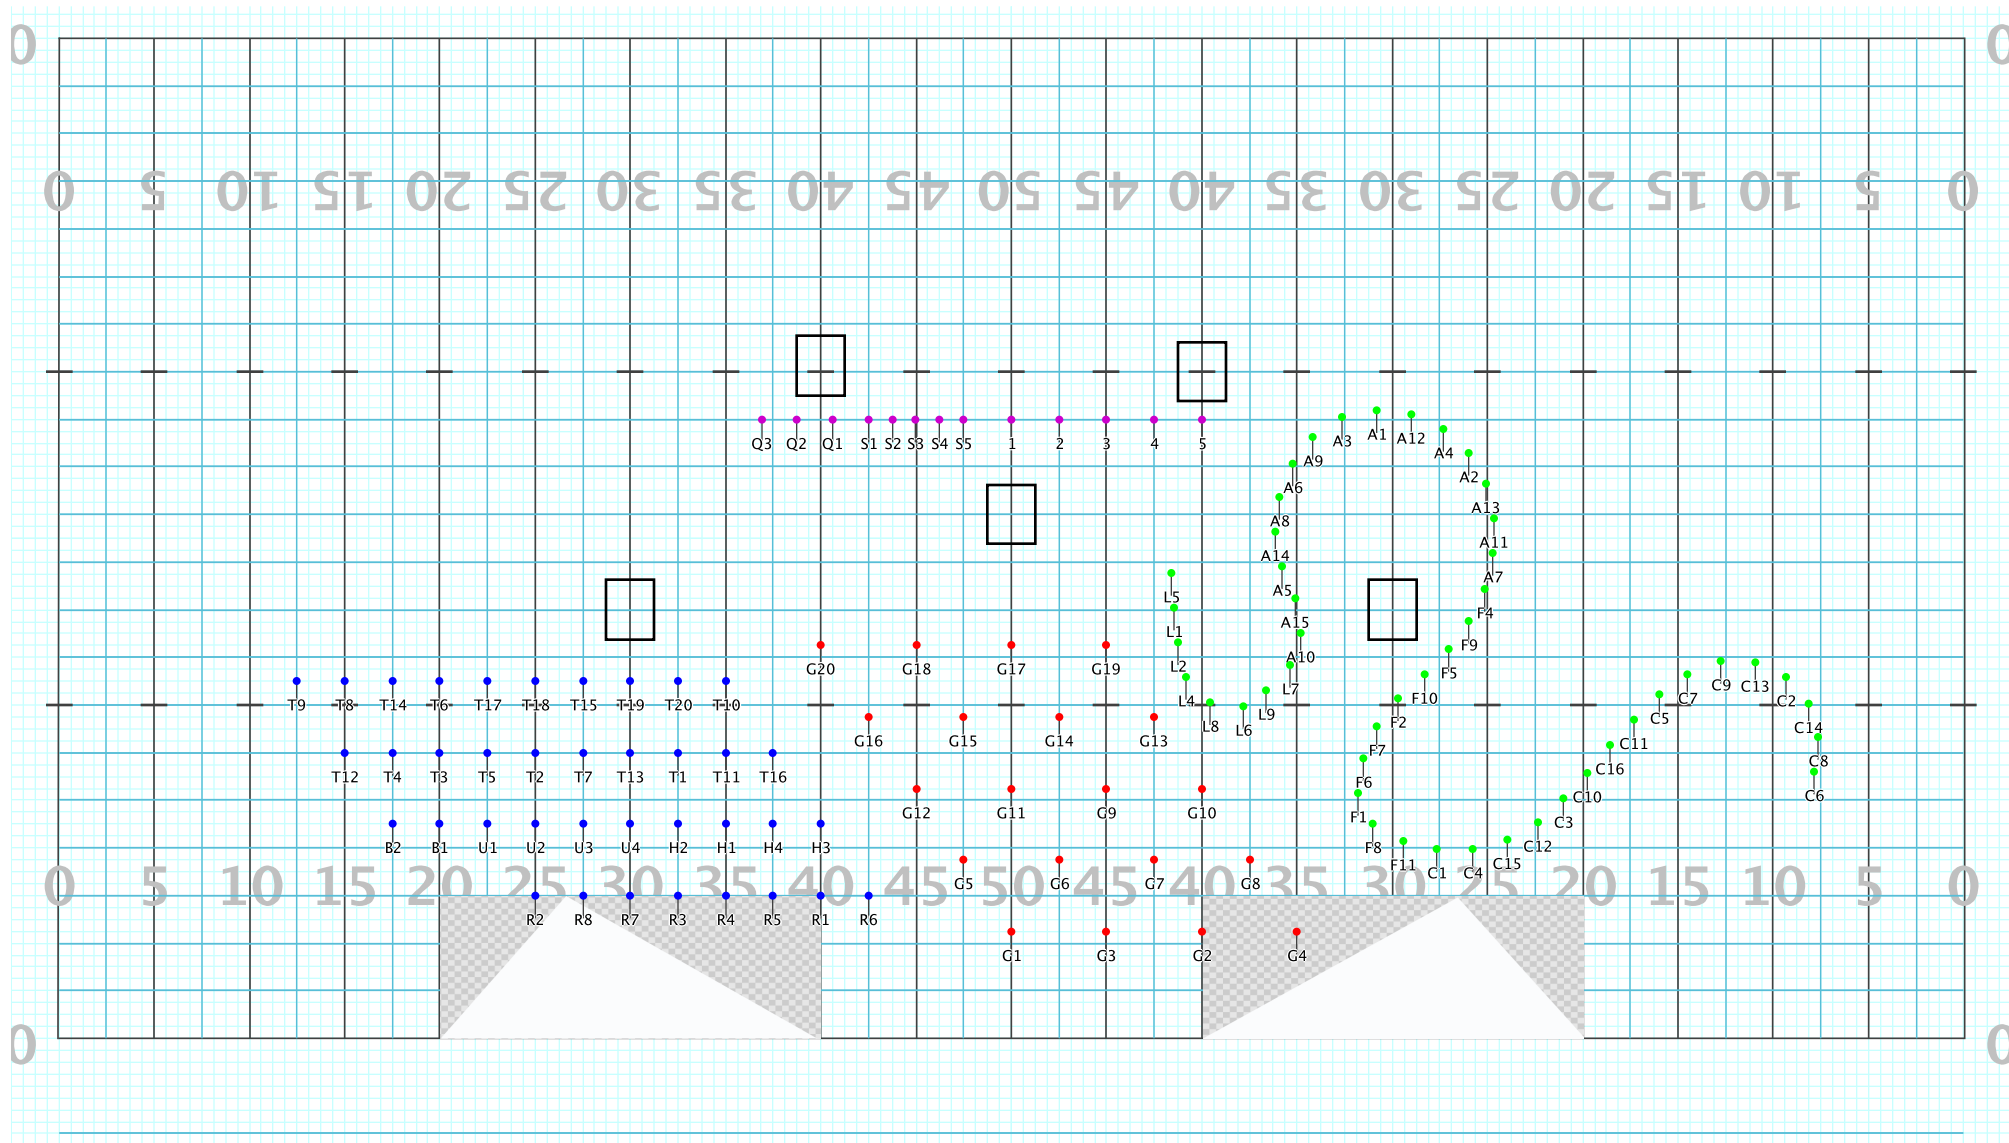 0 0
0 5 10 15 20 25 30 35 40 45 50 45 40 35 30 25 20 15 10 5 0
A3 A1 A12
Q3 Q2 Q1 S1 S2 S3 S4 S5 1 2 3 4 5
A9 A4
A6 A2
A8 A13
A14 A11
L5 A5 A7
L1 A15 F4
G20 G18 G17 G19 L2 A10 F9
T9 T8 T14 T6 T17 T18 T15 T19 T20 T10 L4 L7 F5 F10 C7 C9 C13 C2
G16 G15 G14 G13 L8 L6 L9 F2 C5 C14
T12 T4 T3 T5 T2 T7 T13 T1 T11 T16 F7 C11 C8
F6 C16
G12 G11 G9 G10 F1 C10 C6
B2 B1 U1 U2 U3 U4 H2 H1 H4 H3 F8 C12 C3
G5 G6 G7 G8 F11 C1 C4 C15
0 5 10 15 20 25 30 35 40 45 50 45 40 35 30 25 20 15 10 5 0
R2 R8 R7 R3 R4 R5 R1 R6
G1 G3 G2 G4
0 0